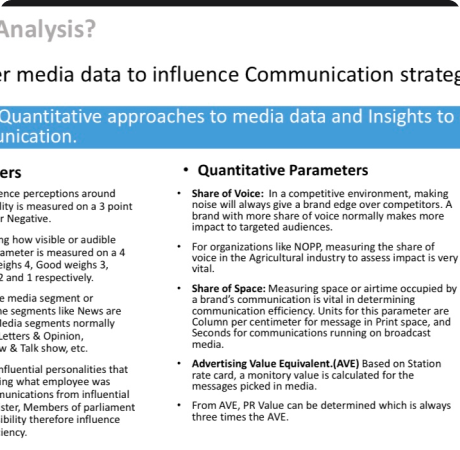 Analysis?
er media data to influence Communication strateg
Quantitative approaches to media data and Insights to
unication.
ers
ence perceptions around
lity is measured on a 3 point
r Negative.
ng how visible or audible
rameter is measured on a 4
eighs 4, Good weighs 3,
2 and 1 respectively.
e media segment or
ne segments like News are
Media segments normally
Letters & Opinion,
w & Talk show, etc.
nfluential personalities that
ing what employee was
munications from influential
ster, Members of parliament
ibility therefore influence
iency.
• Quantitative Parameters
• Share of Voice: In a competitive environment, making
noise will always give a brand edge over competitors. A
brand with more share of voice normally makes more
impact to targeted audiences.
• For organizations like NOPP, measuring the share of
voice in the Agricultural industry to assess impact is very
vital.
• Share of Space: Measuring space or airtime occupied by
a brand’s communication is vital in determining
communication efficiency. Units for this parameter are
Column per centimeter for message in Print space, and
Seconds for communications running on broadcast
media.
• Advertising Value Equivalent.(AVE) Based on Station
rate card, a monitory value is calculated for the
messages picked in media.
• From AVE, PR Value can be determined which is always
three times the AVE.